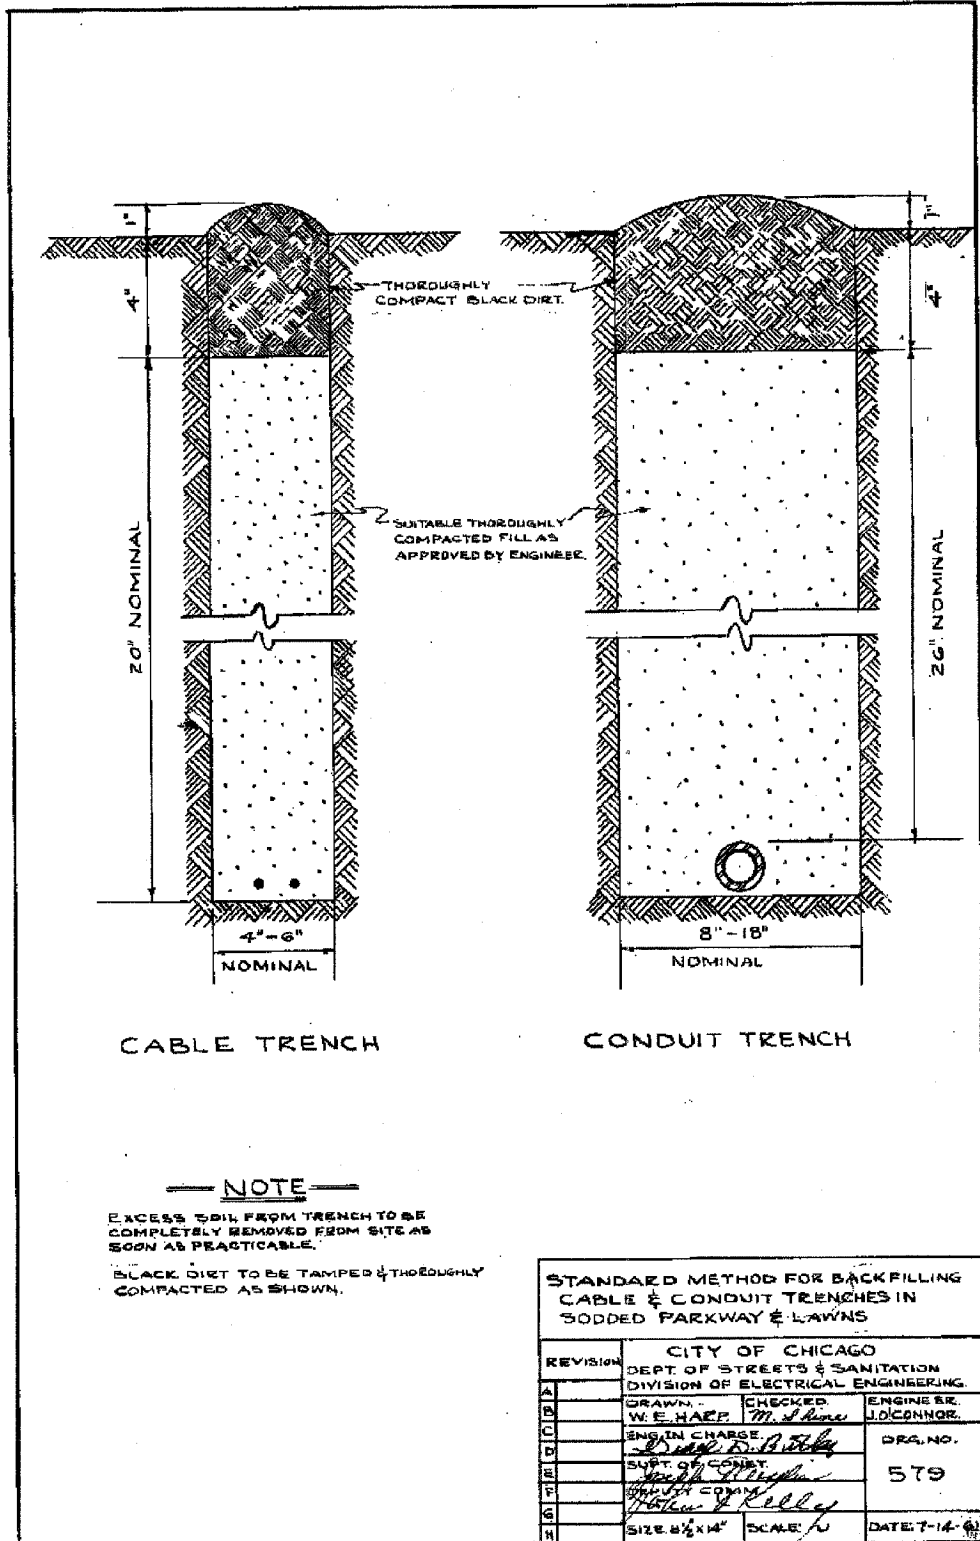 1"
4"
THOROUGHLY
COMPACT BLACK DIRT.
1"
4"
20" NOMINAL
SUITABLE THOROUGHLY
COMPACTED FILL AS
APPROVED BY ENGINEER.
26" NOMINAL
4"-6"
NOMINAL
8"-18"
NOMINAL
CABLE TRENCH
CONDUIT TRENCH
NOTE
EXCESS SOIL FROM TRENCH TO BE
COMPLETELY REMOVED FROM SITE AS
SOON AS PRACTICABLE.
BLACK DIRT TO BE TAMPED & THOROUGHLY
COMPACTED AS SHOWN.
STANDARD METHOD FOR BACKFILLING
CABLE & CONDUIT TRENCHES IN
SODDED PARKWAY & LAWNS
REVISION
CITY OF CHICAGO
DEPT. OF STREETS & SANITATION
DIVISION OF ELECTRICAL ENGINEERING.
A
B
C
D
E
F
G
H
DRAWN.
W. E. HARP.
CHECKED.
M.
ENGINEER.
J. O'CONNOR.
ENG. IN CHARGE.
SUPT. OF CONST.
Joseph
DEPUTY COMM.
John Kelly
DRG. NO.
579
SIZE 8½ x 14"
SCALE
DATE 7-14-